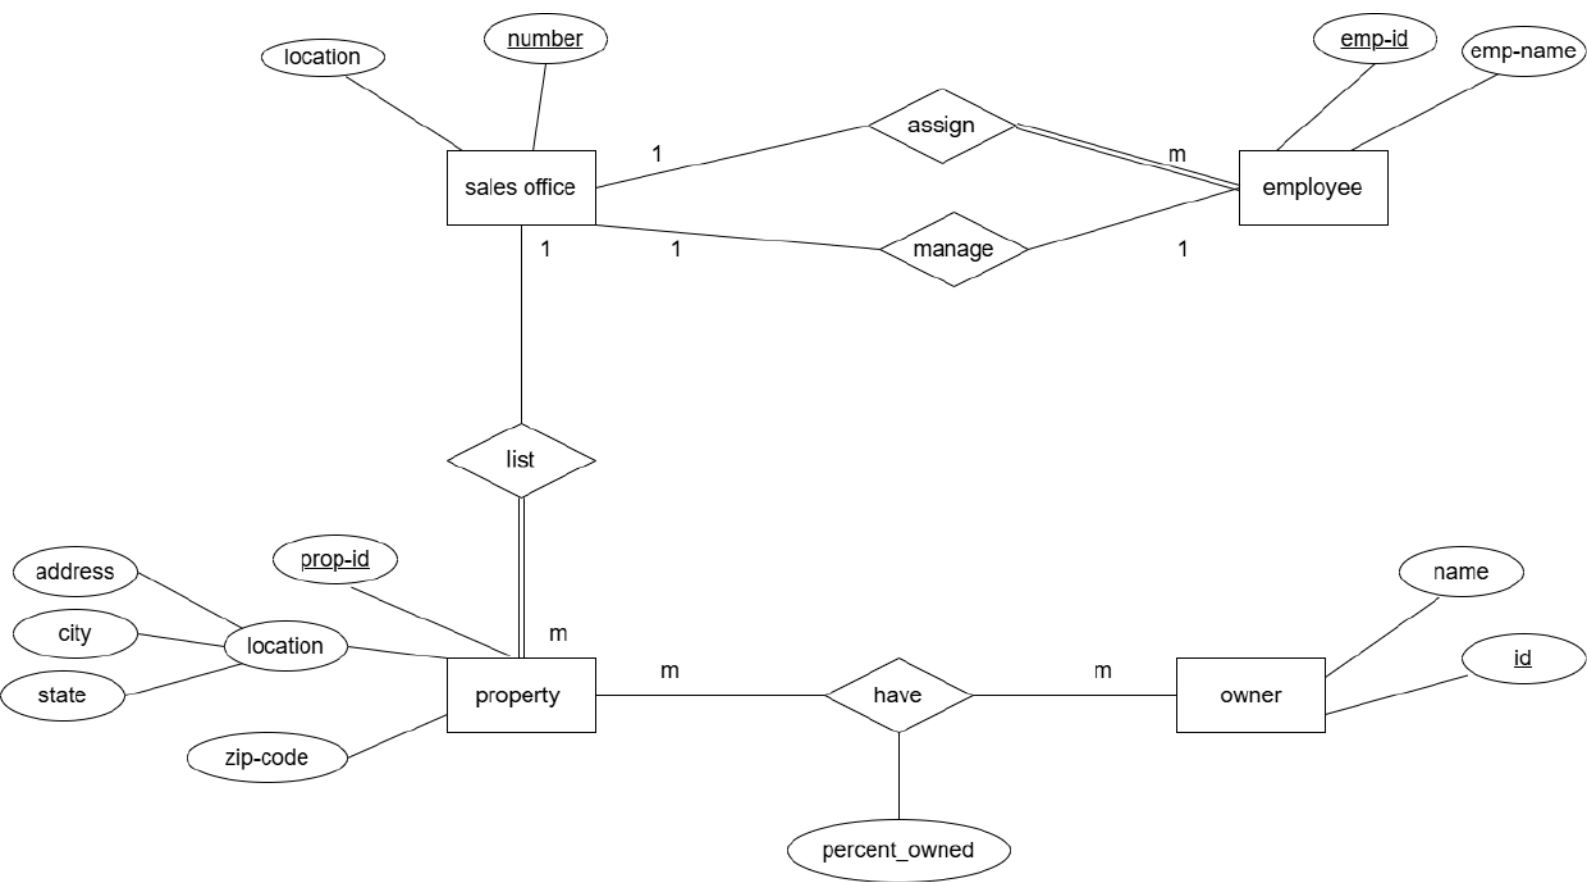 number
location
emp-id
emp-name
assign
1
m
sales office
employee
1
1
manage
1
list
prop-id
address
city
location
m
name
state
property
m
have
m
owner
id
zip-code
percent_owned